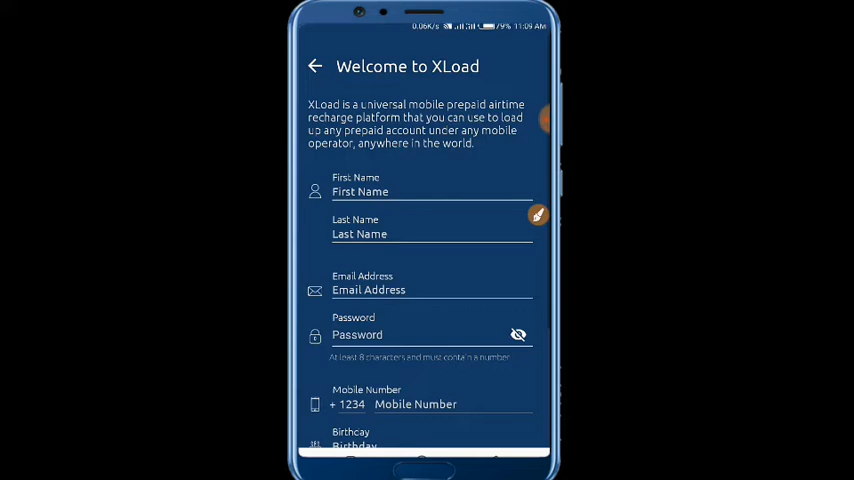 0.06K/s 79% 11:09 AM
Welcome to XLoad
XLoad is a universal mobile prepaid airtime
recharge platform that you can use to load
up any prepaid account under any mobile
operator, anywhere in the world.
First Name
First Name
Last Name
Last Name
Email Address
Email Address
Password
Password
At least 8 characters and must contain a number
Mobile Number
+ 1234 Mobile Number
Birthday
Birthday